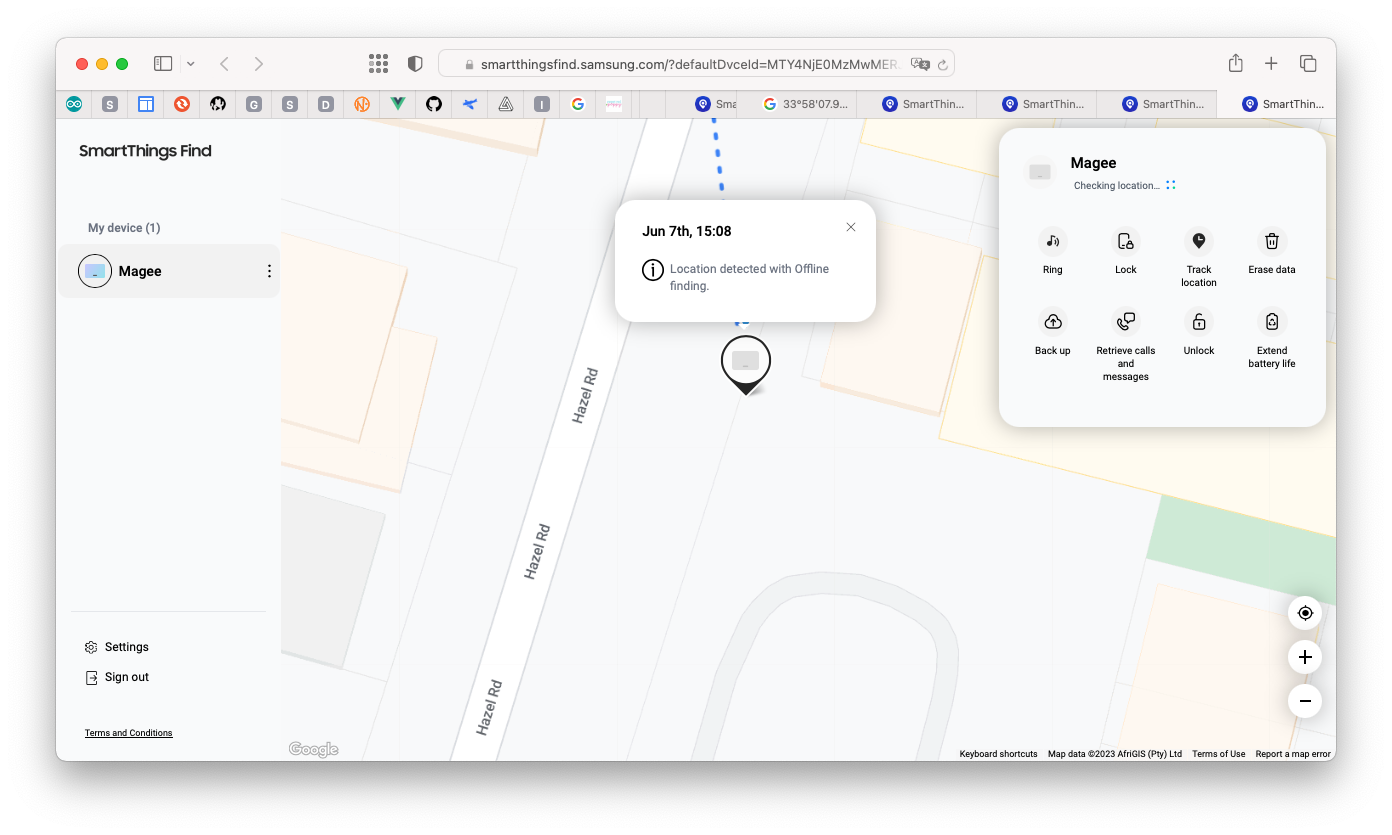 smartthingsfind.samsung.com/?defaultDvceId=MTY4NjE0MzMwMER.
S
G
S
D
I
G
Sma
G
33°58'07.9...
SmartThin...
SmartThin...
SmartThin...
SmartThin...
SmartThings Find
My device (1)
Magee
Settings
Sign out
Terms and Conditions
Jun 7th, 15:08
Location detected with Offline
finding.
Hazel Rd
Hazel Rd
Hazel Rd
Magee
Checking location...
Ring
Lock
Track
location
Erase data
Back up
Retrieve calls
and
messages
Unlock
Extend
battery life
Google
Keyboard shortcuts
Map data ©2023 AfriGIS (Pty) Ltd
Terms of Use
Report a map error